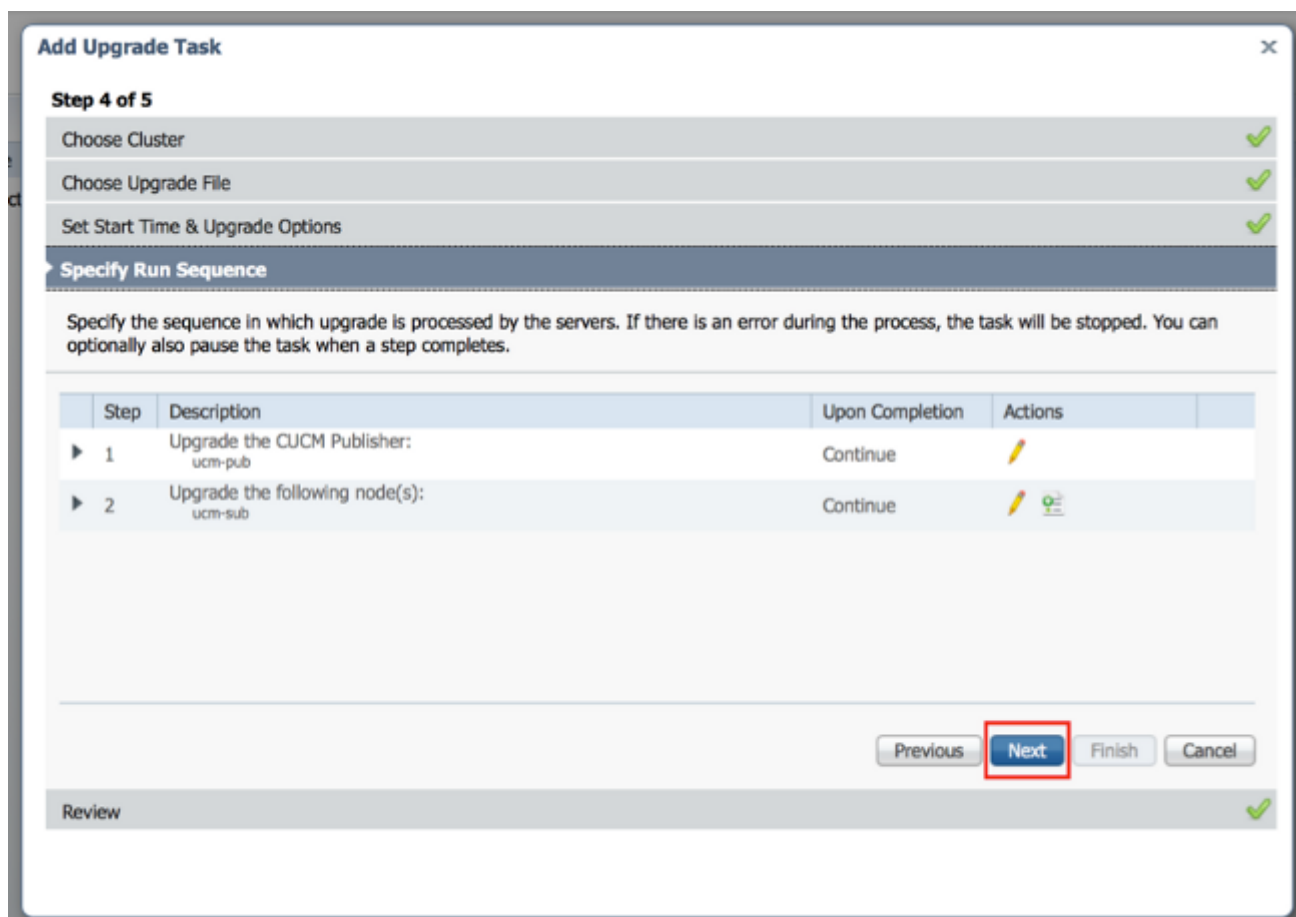 Add Upgrade Task
Step 4 of 5
Choose Cluster
Choose Upgrade File
Set Start Time & Upgrade Options
Specify Run Sequence
Specify the sequence in which upgrade is processed by the servers. If there is an error during the process, the task will be stopped. You can
optionally also pause the task when a step completes.
Step Description Upon Completion Actions
1 Upgrade the CUCM Publisher: Continue
ucm-pub
2 Upgrade the following node(s): Continue
ucm-sub
Previous Next Finish Cancel
Review